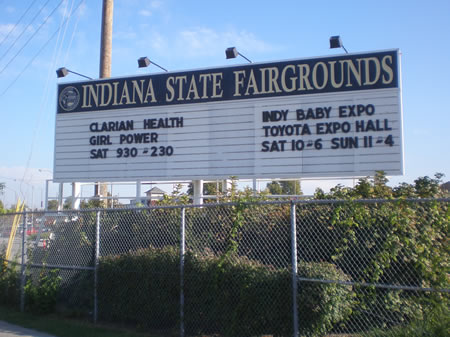 INDIANA STATE FAIRGROUNDS
CLARIAN HEALTH
GIRL POWER
SAT 930-230
INDY BABY EXPO
TOYOTA EXPO HALL
SAT 10-6 SUN 11-4